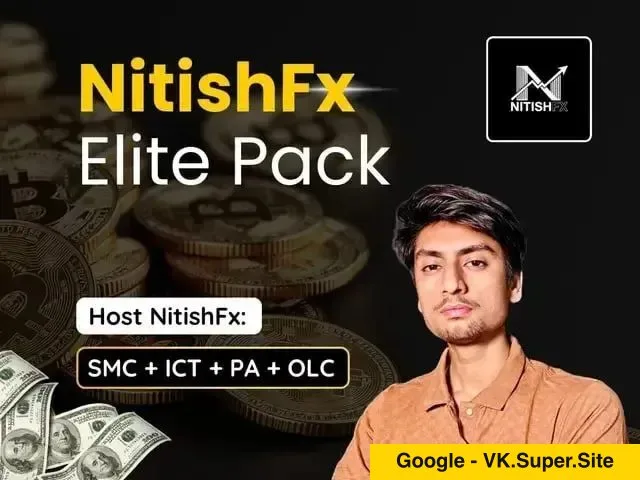 NitishFx
Elite Pack
NITISHFX
Host NitishFx:
SMC + ICT + PA + OLC
Google - VK.Super.Site